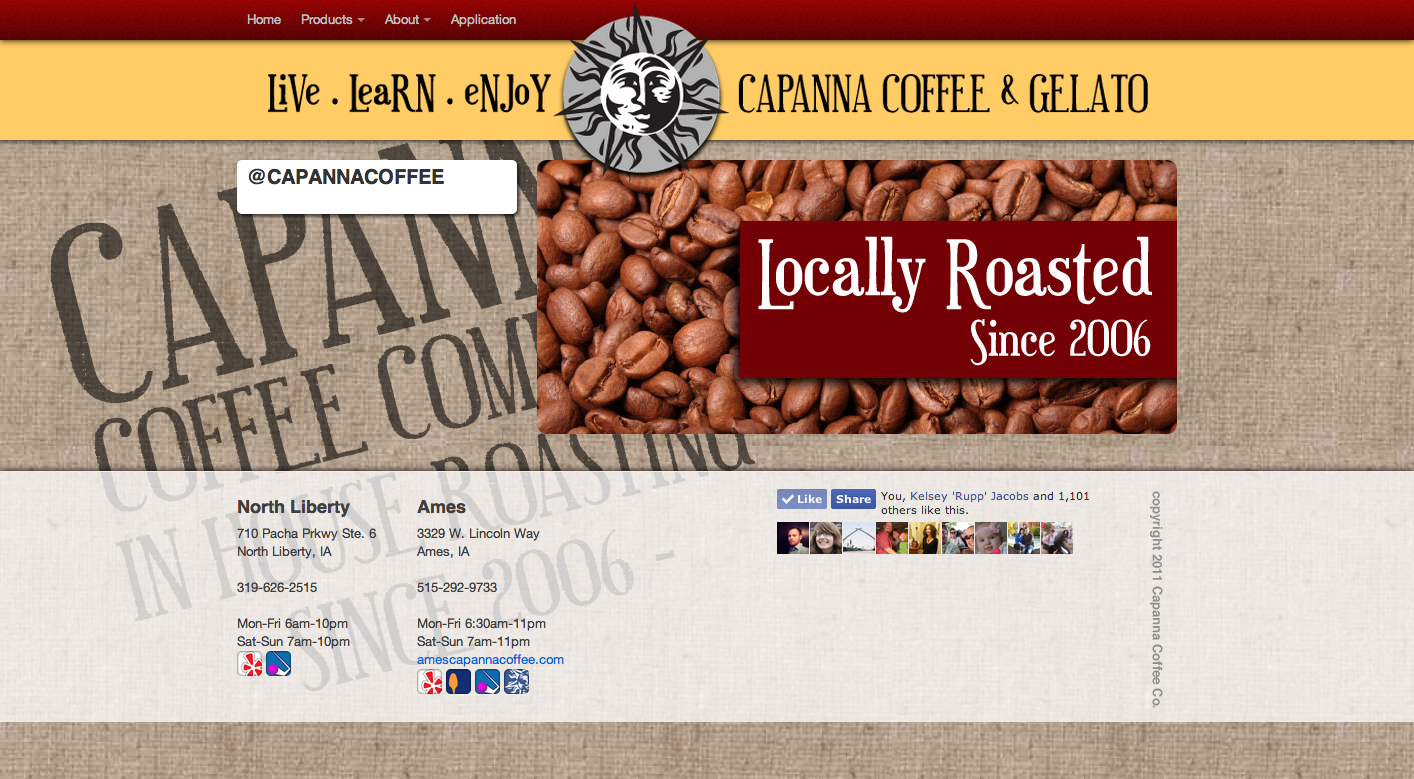 Home Products About Application
LiVe . LeaRN . eNJoY
CAPANNA COFFEE & GELATO
@CAPANNACOFFEE
CAPANN
COFFEE COM
IN HOUSE ROASTING
SINCE 2006 -
Locally Roasted
Since 2006
North Liberty
710 Pacha Prkwy Ste. 6
North Liberty, IA
319-626-2515
Mon-Fri 6am-10pm
Sat-Sun 7am-10pm
Ames
3329 W. Lincoln Way
Ames, IA
515-292-9733
Mon-Fri 6:30am-11pm
Sat-Sun 7am-11pm
amescapannacoffee.com
Like Share
You, Kelsey 'Rupp' Jacobs and 1,101
others like this.
copyright 2011 Capanna Coffee Co.